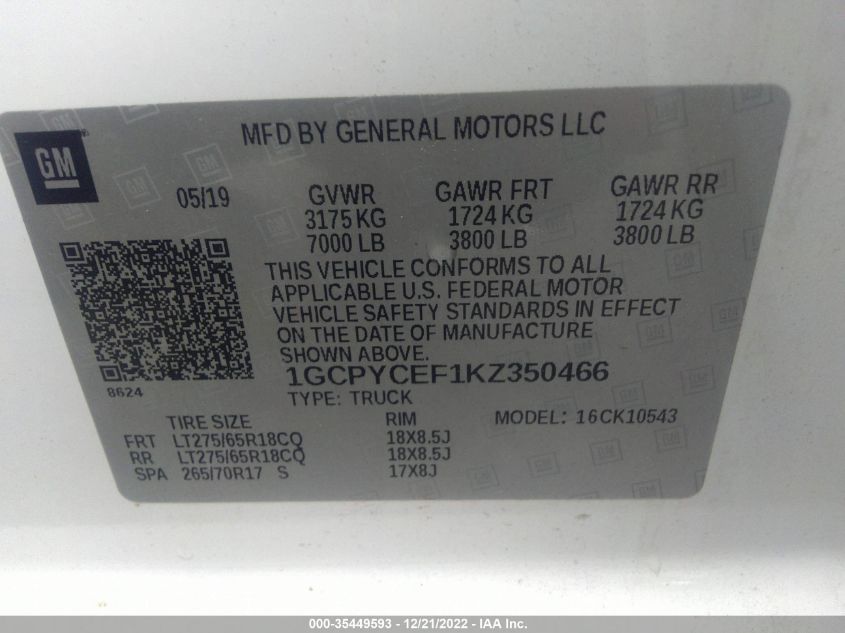 MFD BY GENERAL MOTORS LLC
GM
05/19 GVWR GAWR FRT GAWR RR
3175 KG 1724 KG 1724 KG
7000 LB 3800 LB 3800 LB
THIS VEHICLE CONFORMS TO ALL
APPLICABLE U.S. FEDERAL MOTOR
VEHICLE SAFETY STANDARDS IN EFFECT
ON THE DATE OF MANUFACTURE
SHOWN ABOVE.
8624
1GCPYCEF1KZ350466
TYPE: TRUCK
TIRE SIZE RIM MODEL: 16CK10543
FRT LT275/65R18CQ 18X8.5J
RR LT275/65R18CQ 18X8.5J
SPA 265/70R17 S 17X8J
000-35449593 - 12/21/2022 - IAA Inc.